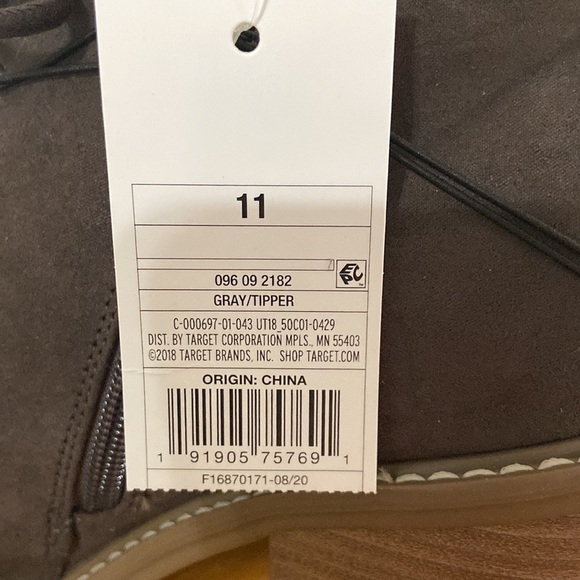 11
EPC
096 09 2182
GRAY/TIPPER
C-000697-01-043 UT18_50C01-0429
DIST. BY TARGET CORPORATION MPLS., MN 55403
©2018 TARGET BRANDS, INC. SHOP TARGET.COM
ORIGIN: CHINA
1 91905 75769 1
F16870171-08/20